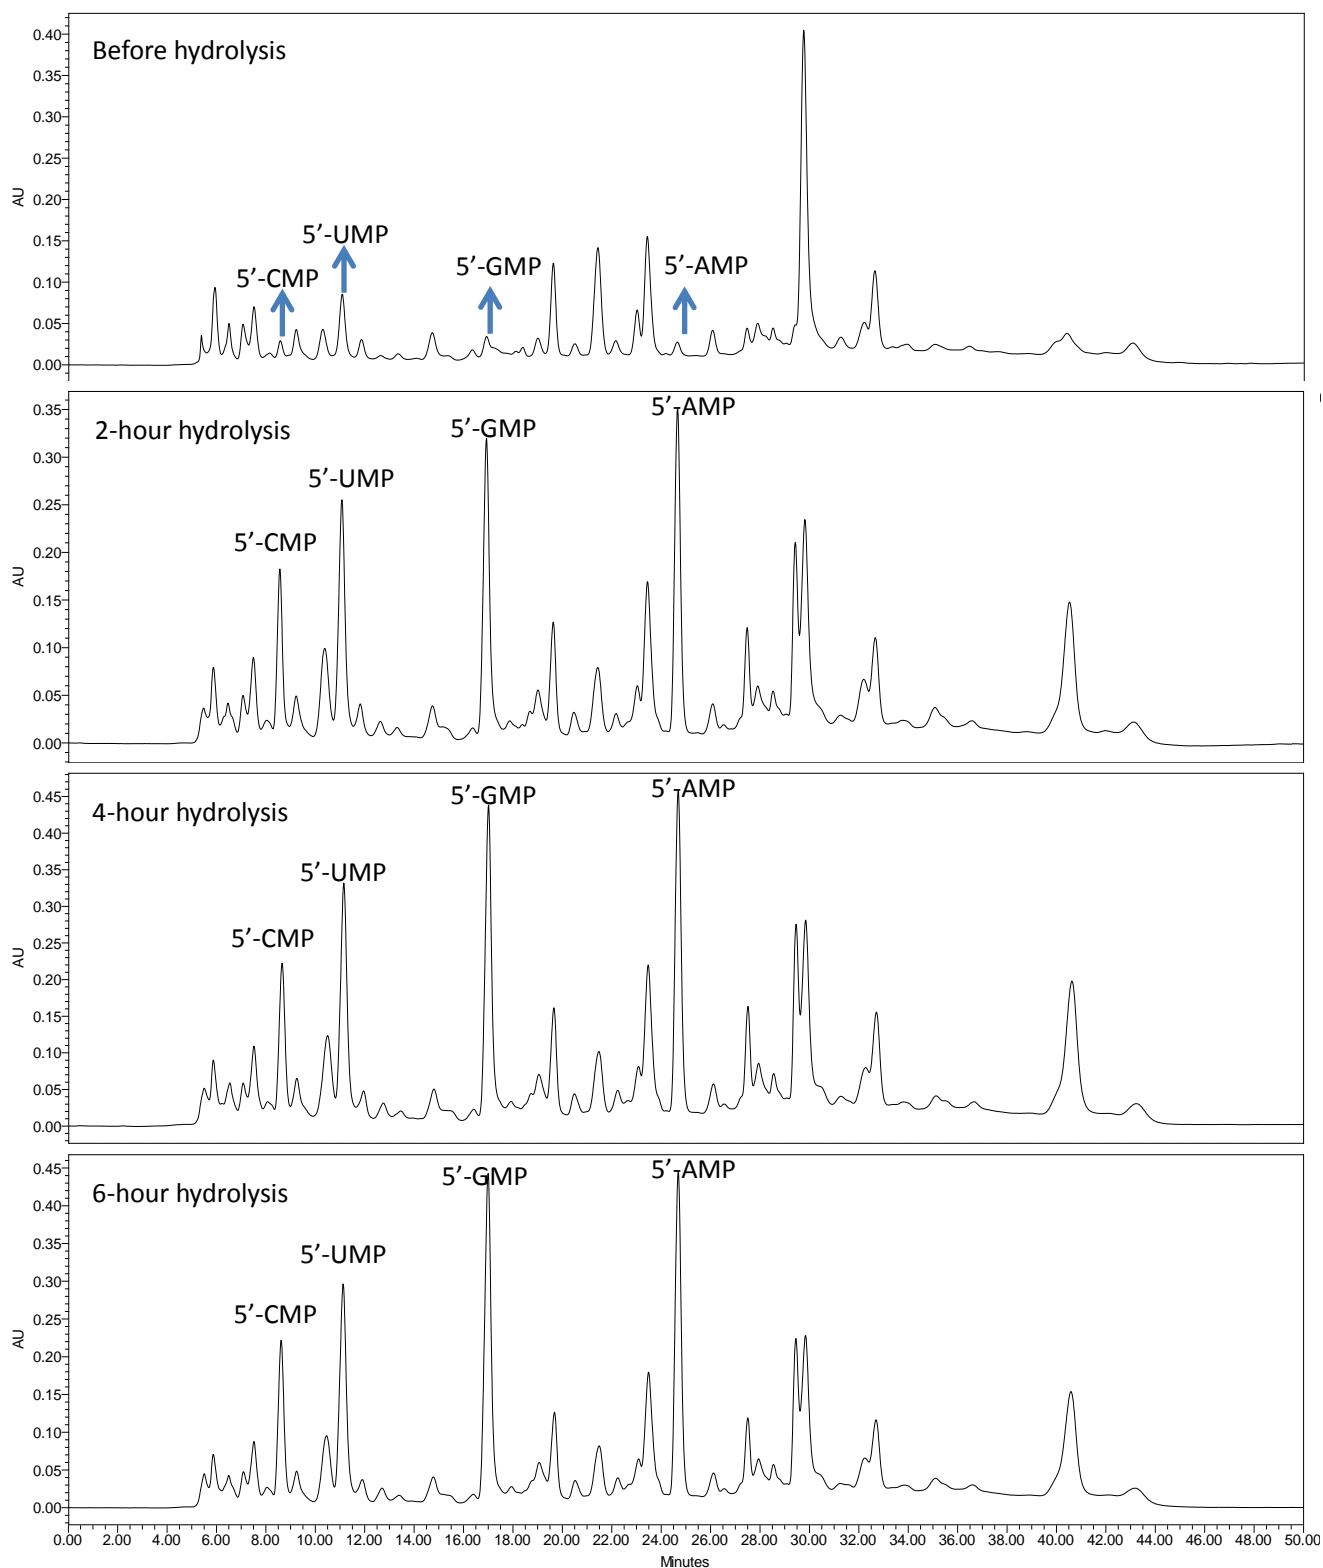 Before hydrolysis
5’-CMP
5’-UMP
5’-GMP
5’-AMP
0.40
0.35
0.30
0.25
0.20
0.15
0.10
0.05
0.00
AU
2-hour hydrolysis
5’-CMP
5’-UMP
5’-GMP
5’-AMP
0.35
0.30
0.25
0.20
0.15
0.10
0.05
0.00
AU
4-hour hydrolysis
5’-CMP
5’-UMP
5’-GMP
5’-AMP
0.45
0.40
0.35
0.30
0.25
0.20
0.15
0.10
0.05
0.00
AU
6-hour hydrolysis
5’-CMP
5’-UMP
5’-GMP
5’-AMP
0.45
0.40
0.35
0.30
0.25
0.20
0.15
0.10
0.05
0.00
AU
0.00 2.00 4.00 6.00 8.00 10.00 12.00 14.00 16.00 18.00 20.00 22.00 24.00 26.00 28.00 30.00 32.00 34.00 36.00 38.00 40.00 42.00 44.00 46.00 48.00 50.00
Minutes